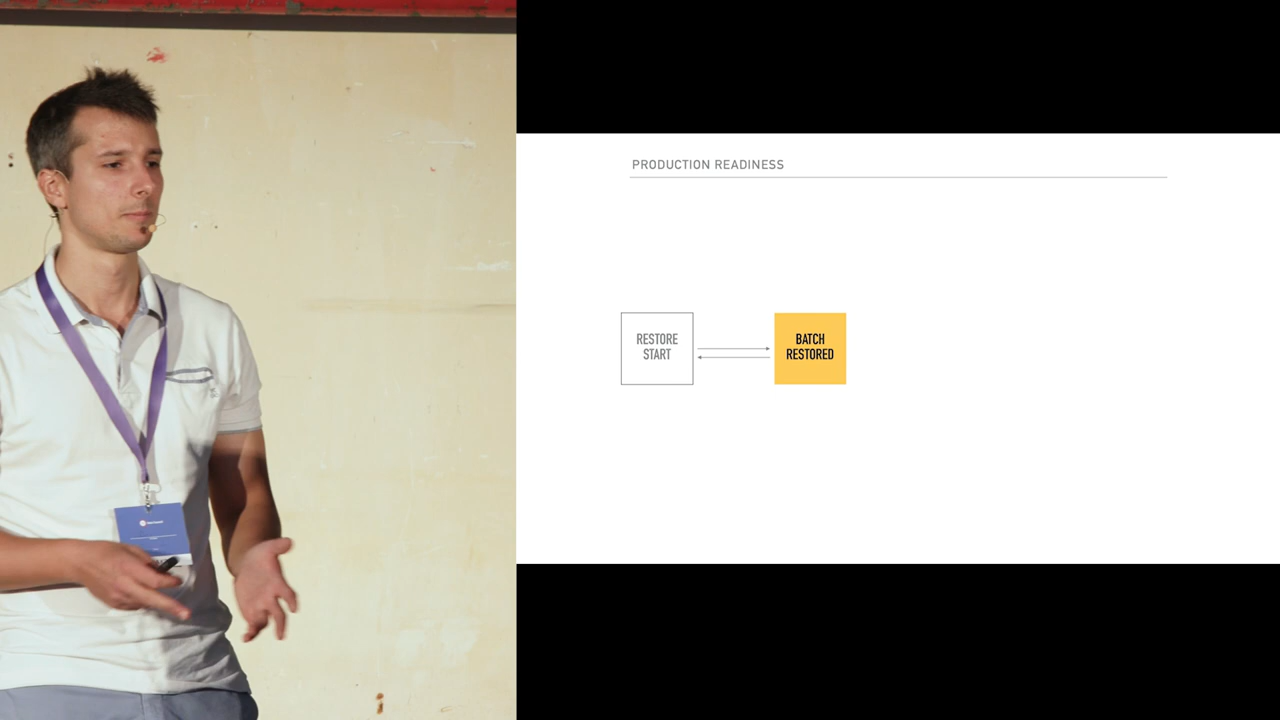 PRODUCTION READINESS
RESTORE
START
BATCH
RESTORED